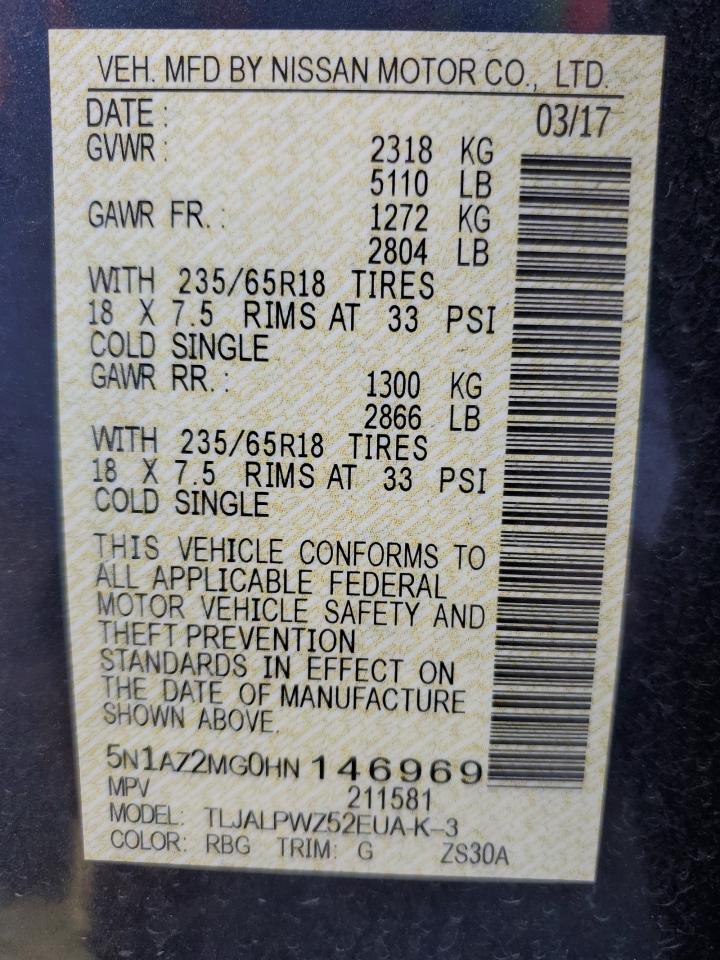 VEH. MFD BY NISSAN MOTOR CO., LTD.
DATE : 03/17
GVWR : 2318 KG
5110 LB
GAWR FR. : 1272 KG
2804 LB
WITH 235/65R18 TIRES
18 X 7.5 RIMS AT 33 PSI
COLD SINGLE
GAWR RR. : 1300 KG
2866 LB
WITH 235/65R18 TIRES
18 X 7.5 RIMS AT 33 PSI
COLD SINGLE
THIS VEHICLE CONFORMS TO
ALL APPLICABLE FEDERAL
MOTOR VEHICLE SAFETY AND
THEFT PREVENTION
STANDARDS IN EFFECT ON
THE DATE OF MANUFACTURE
SHOWN ABOVE.
5N1AZ2MG0HN 146969
MPV 211581
MODEL: TLJALPWZ52EUA-K-3
COLOR: RBG TRIM: G ZS30A